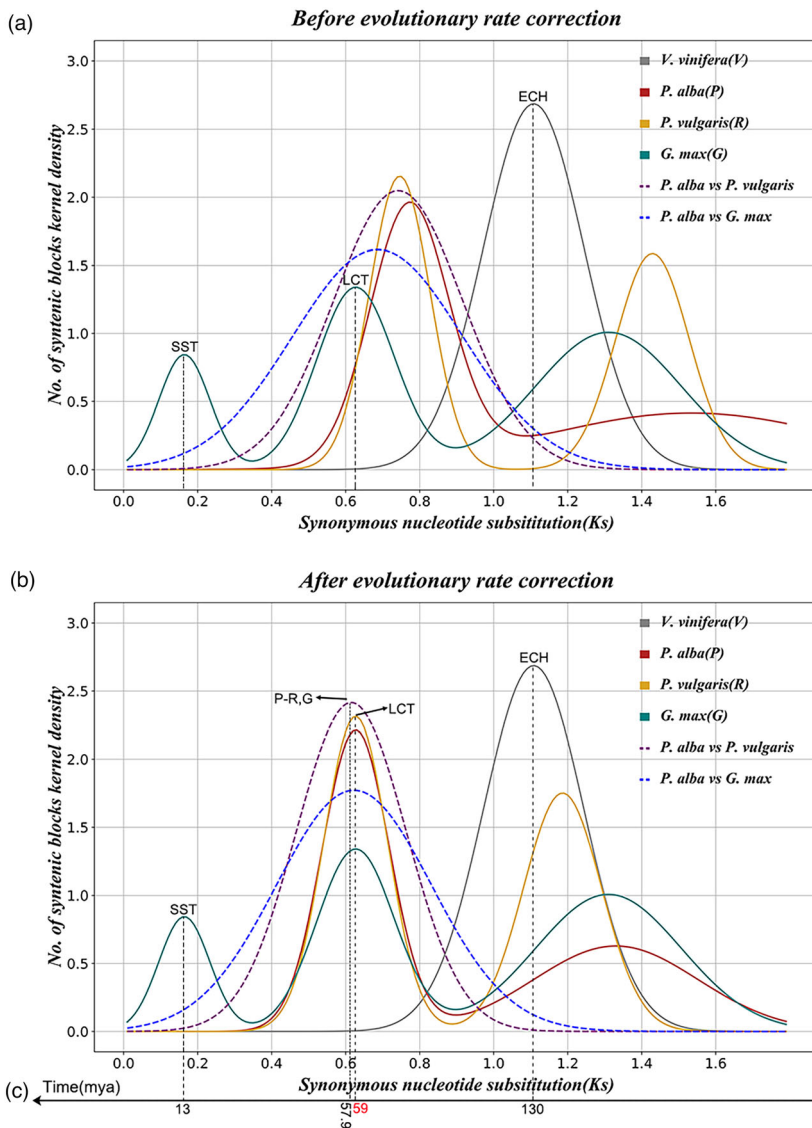 (a)
Before evolutionary rate correction
No. of syntenic blocks kernel density
3.0
2.5
2.0
1.5
1.0
0.5
0.0
ECH
LCT
SST
V. vinifera(V)
P. alba(P)
P. vulgaris(R)
G. max(G)
P. alba vs P. vulgaris
P. alba vs G. max
0.0 0.2 0.4 0.6 0.8 1.0 1.2 1.4 1.6
Synonymous nucleotide subsititution(Ks)
(b)
After evolutionary rate correction
No. of syntenic blocks kernel density
3.0
2.5
2.0
1.5
1.0
0.5
0.0
ECH
P-R,G
LCT
SST
V. vinifera(V)
P. alba(P)
P. vulgaris(R)
G. max(G)
P. alba vs P. vulgaris
P. alba vs G. max
0.0 0.2 0.4 0.6 0.8 1.0 1.2 1.4 1.6
Synonymous nucleotide subsititution(Ks)
(c)
Time(mya)
13 57.9 59 130